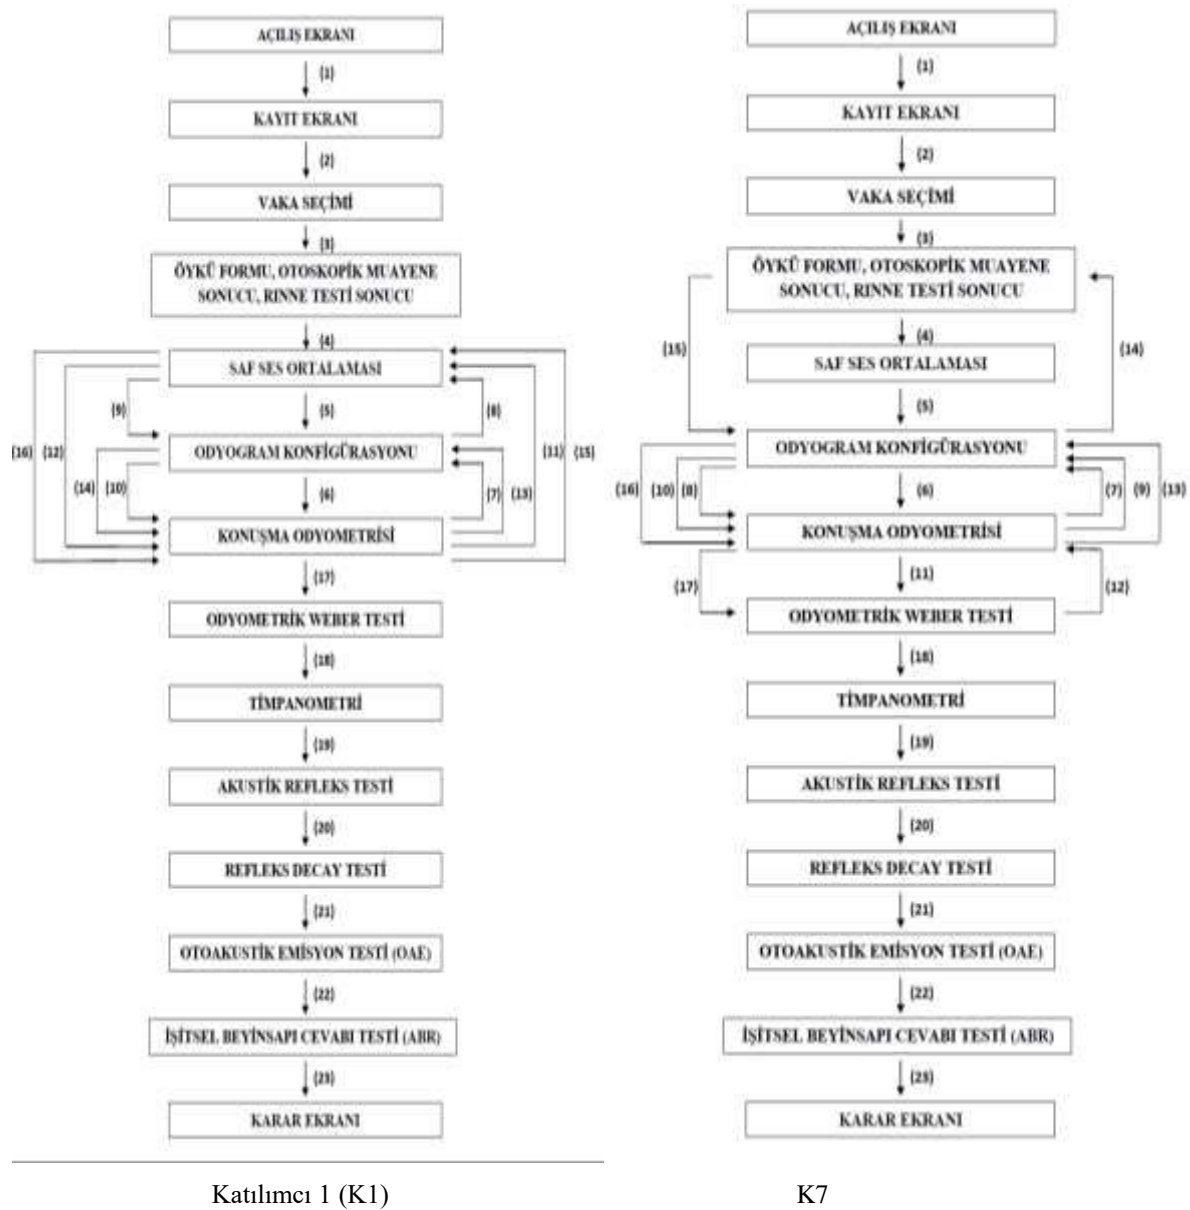 AÇILIŞ EKRANI
(1)
KAYIT EKRANI
(2)
VAKA SEÇİMİ
(3)
ÖYKÜ FORMU, OTOSKOPİK MUAYENE
SONUCU, RINNE TESTİ SONUCU
(4)
SAF SES ORTALAMASI
(9) (5) (8)
ODYOGRAM KONFİGÜRASYONU
(16) (12) (11) (15)
(14) (10) (6) (7) (13)
KONUŞMA ODYOMETRİSİ
(17)
ODYOMETRİK WEBER TESTİ
(18)
TİMPANOMETRİ
(19)
AKUSTİK REFLEKS TESTİ
(20)
REFLEKS DECAY TESTİ
(21)
OTOAKUSTİK EMİSYON TESTİ (OAE)
(22)
İŞİTSEL BEYİNSAPI CEVABI TESTİ (ABR)
(23)
KARAR EKRANI
Katılımcı 1 (K1)
AÇILIŞ EKRANI
(1)
KAYIT EKRANI
(2)
VAKA SEÇİMİ
(3)
ÖYKÜ FORMU, OTOSKOPİK MUAYENE
SONUCU, RINNE TESTİ SONUCU
(15) (4) (14)
SAF SES ORTALAMASI
(5)
ODYOGRAM KONFİGÜRASYONU
(16) (10) (8) (6) (7) (9) (13)
KONUŞMA ODYOMETRİSİ
(17) (11) (12)
ODYOMETRİK WEBER TESTİ
(18)
TİMPANOMETRİ
(19)
AKUSTİK REFLEKS TESTİ
(20)
REFLEKS DECAY TESTİ
(21)
OTOAKUSTİK EMİSYON TESTİ (OAE)
(22)
İŞİTSEL BEYİNSAPI CEVABI TESTİ (ABR)
(23)
KARAR EKRANI
K7